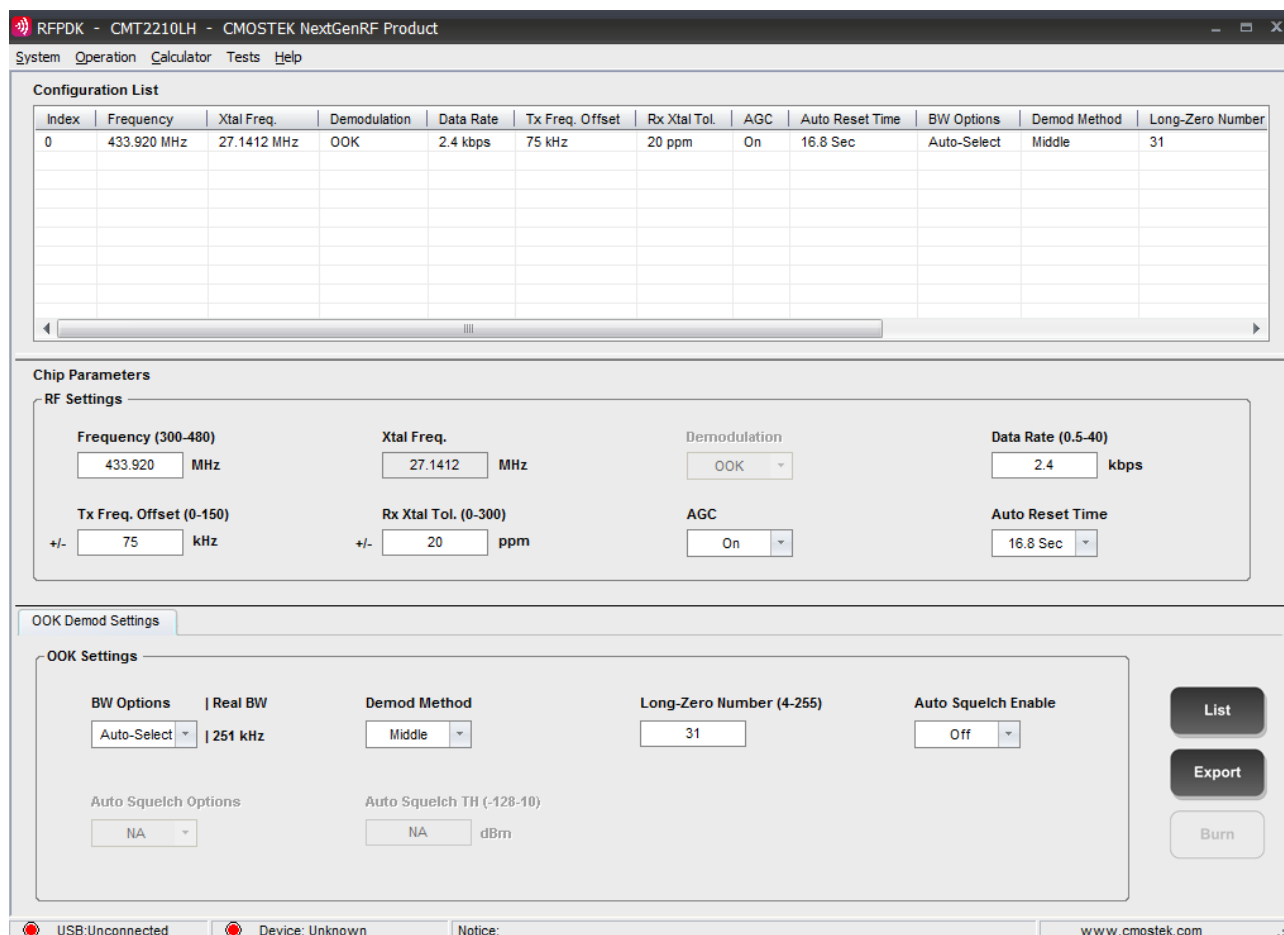 RFPDK - CMT2210LH - CMOSTEK NextGenRF Product
System Operation Calculator Tests Help
Configuration List
Index Frequency Xtal Freq. Demodulation Data Rate Tx Freq. Offset Rx Xtal Tol. AGC Auto Reset Time BW Options Demod Method Long-Zero Number
0 433.920 MHz 27.1412 MHz OOK 2.4 kbps 75 kHz 20 ppm On 16.8 Sec Auto-Select Middle 31
Chip Parameters
RF Settings
Frequency (300-480) Xtal Freq. Demodulation Data Rate (0.5-40)
433.920 MHz 27.1412 MHz OOK 2.4 kbps
Tx Freq. Offset (0-150) Rx Xtal Tol. (0-300) AGC Auto Reset Time
+/- 75 kHz +/- 20 ppm On 16.8 Sec
OOK Demod Settings
OOK Settings
BW Options | Real BW Demod Method Long-Zero Number (4-255) Auto Squelch Enable
Auto-Select | 251 kHz Middle 31 Off
List
Auto Squelch Options Auto Squelch TH (-128-10)
NA NA dBm
Export
Burn
USB:Unconnected Device: Unknown Notice: www.cmostek.com